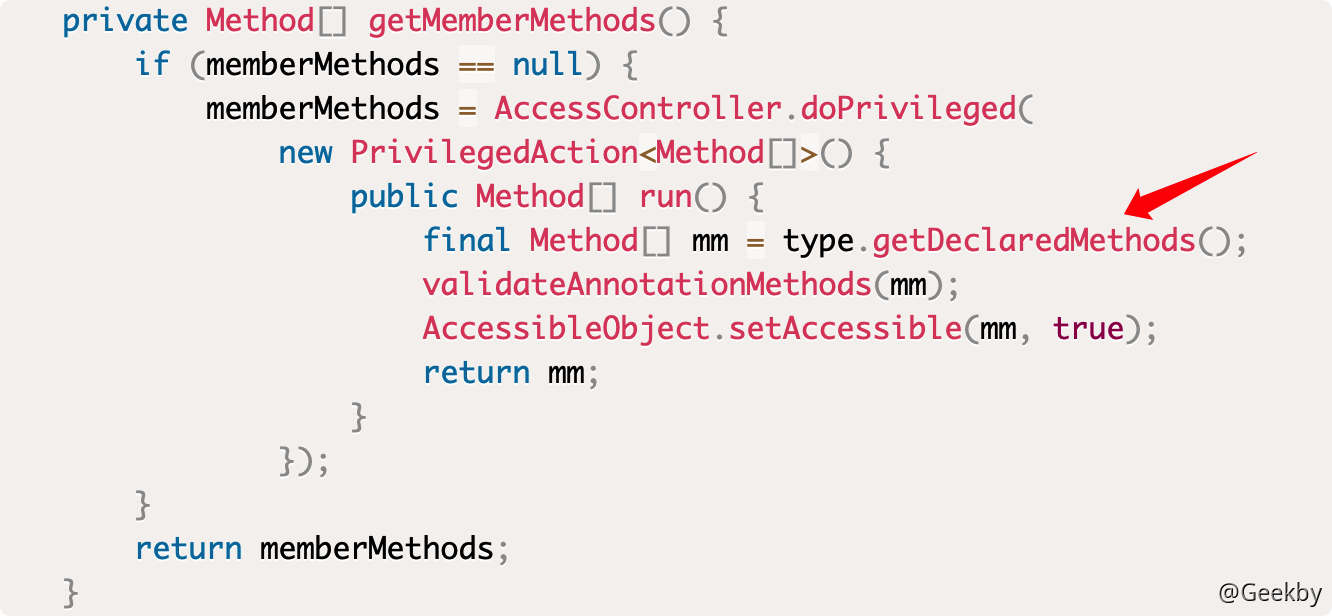 private Method[] getMemberMethods() {
    if (memberMethods == null) {
        memberMethods = AccessController.doPrivileged(
            new PrivilegedAction<Method[]>() {
                public Method[] run() {
                    final Method[] mm = type.getDeclaredMethods();
                    validateAnnotationMethods(mm);
                    AccessibleObject.setAccessible(mm, true);
                    return mm;
                }
            });
    }
    return memberMethods;
}
@Geekby